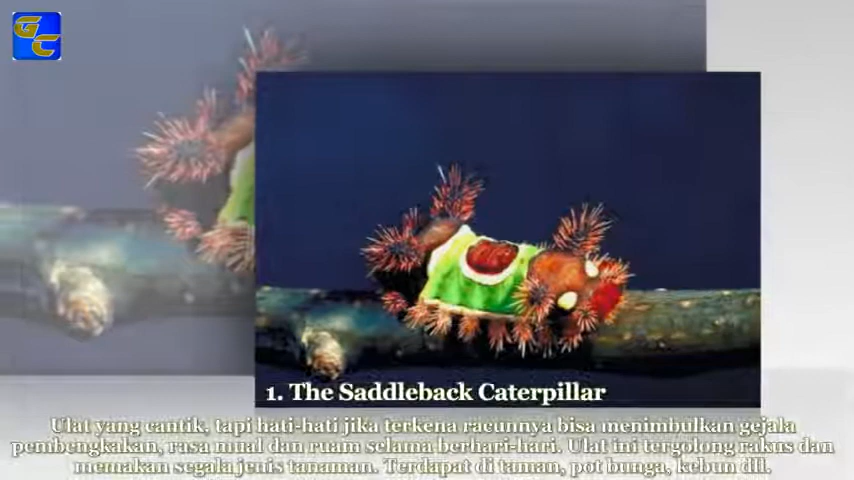 GC
1. The Saddleback Caterpillar
Ulat yang cantik, tapi hati-hati jika terkena racunnya bisa menimbulkan gejala
pembengkakan, rasa mual dan ruam selama berhari-hari. Ulat ini tergolong rakus dan
memakan segala jenis tanaman. Terdapat di taman, pot bunga, kebun dll.